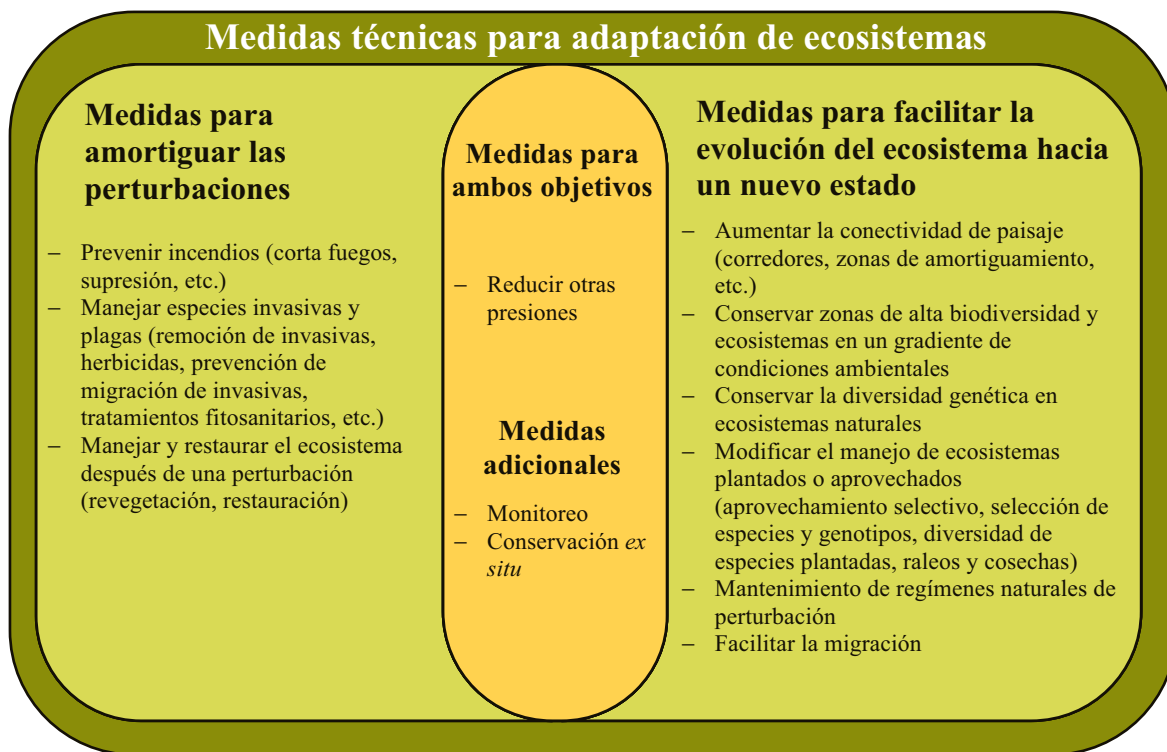 Medidas técnicas para adaptación de ecosistemas
Medidas para
amortiguar las
perturbaciones
– Prevenir incendios (corta fuegos,
supresión, etc.)
– Manejar especies invasivas y
plagas (remoción de invasivas,
herbicidas, prevención de
migración de invasivas,
tratamientos fitosanitarios, etc.)
– Manejar y restaurar el ecosistema
después de una perturbación
(revegetación, restauración)
Medidas para
ambos objetivos
– Reducir otras
presiones
Medidas
adicionales
– Monitoreo
– Conservación ex
situ
Medidas para facilitar la
evolución del ecosistema hacia
un nuevo estado
– Aumentar la conectividad de paisaje
(corredores, zonas de amortiguamiento,
etc.)
– Conservar zonas de alta biodiversidad y
ecosistemas en un gradiente de
condiciones ambientales
– Conservar la diversidad genética en
ecosistemas naturales
– Modificar el manejo de ecosistemas
plantados o aprovechados
(aprovechamiento selectivo, selección de
especies y genotipos, diversidad de
especies plantadas, raleos y cosechas)
– Mantenimiento de regímenes naturales de
perturbación
– Facilitar la migración